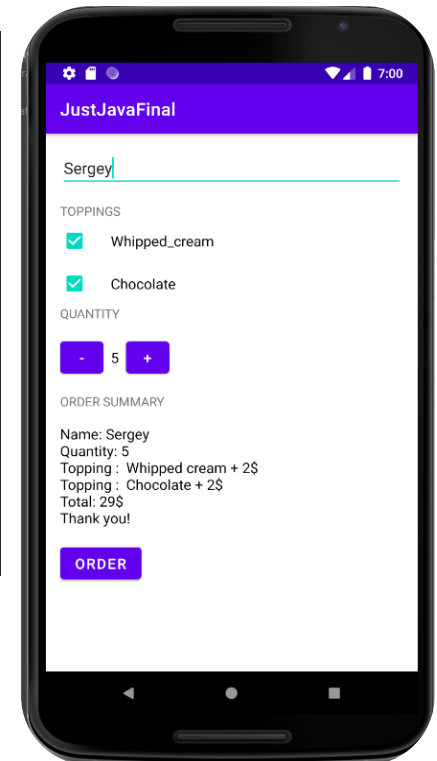 7:00
JustJavaFinal
Sergey
TOPPINGS
Whipped_cream
Chocolate
QUANTITY
- 5 +
ORDER SUMMARY
Name: Sergey
Quantity: 5
Topping :  Whipped cream + 2$
Topping :  Chocolate + 2$
Total: 29$
Thank you!
ORDER